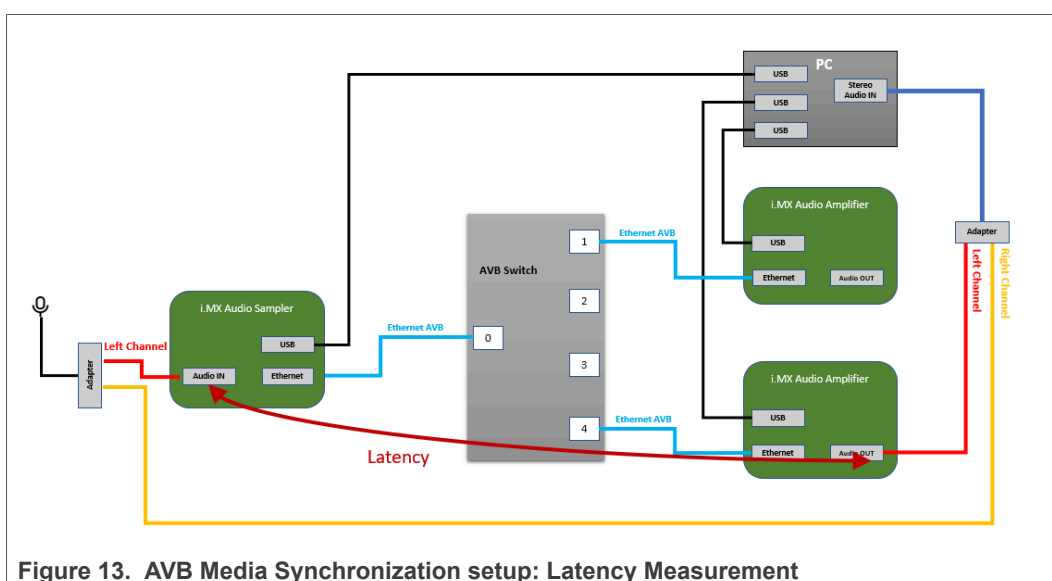 PC
USB
Stereo
Audio IN
USB
USB
i.MX Audio Amplifier
USB
Ethernet
Audio OUT
Ethernet AVB
1
AVB Switch
2
Adapter
Left Channel
Right Channel
i.MX Audio Sampler
USB
Ethernet AVB
0
Left Channel
Adapter
Audio IN
Ethernet
3
i.MX Audio Amplifier
USB
Ethernet AVB
4
Ethernet
Audio OUT
Latency
Figure 13. AVB Media Synchronization setup: Latency Measurement